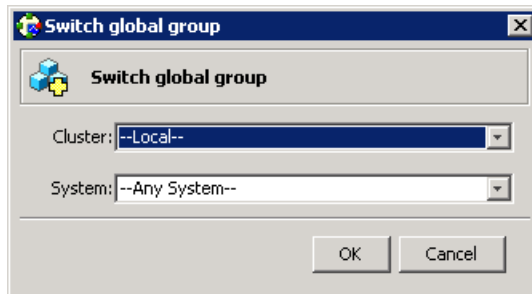 Switch global group
Switch global group
Cluster: --Local--
System: --Any System--
OK Cancel